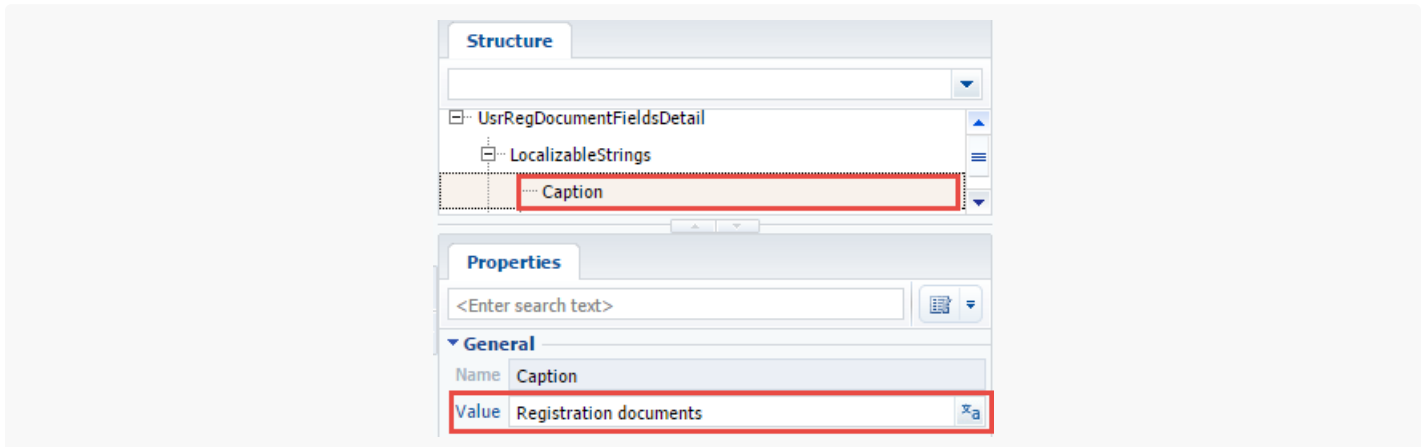 Structure
UsrRegDocumentFieldsDetail
LocalizableStrings
Caption
Properties
<Enter search text>
General
Name Caption
Value Registration documents